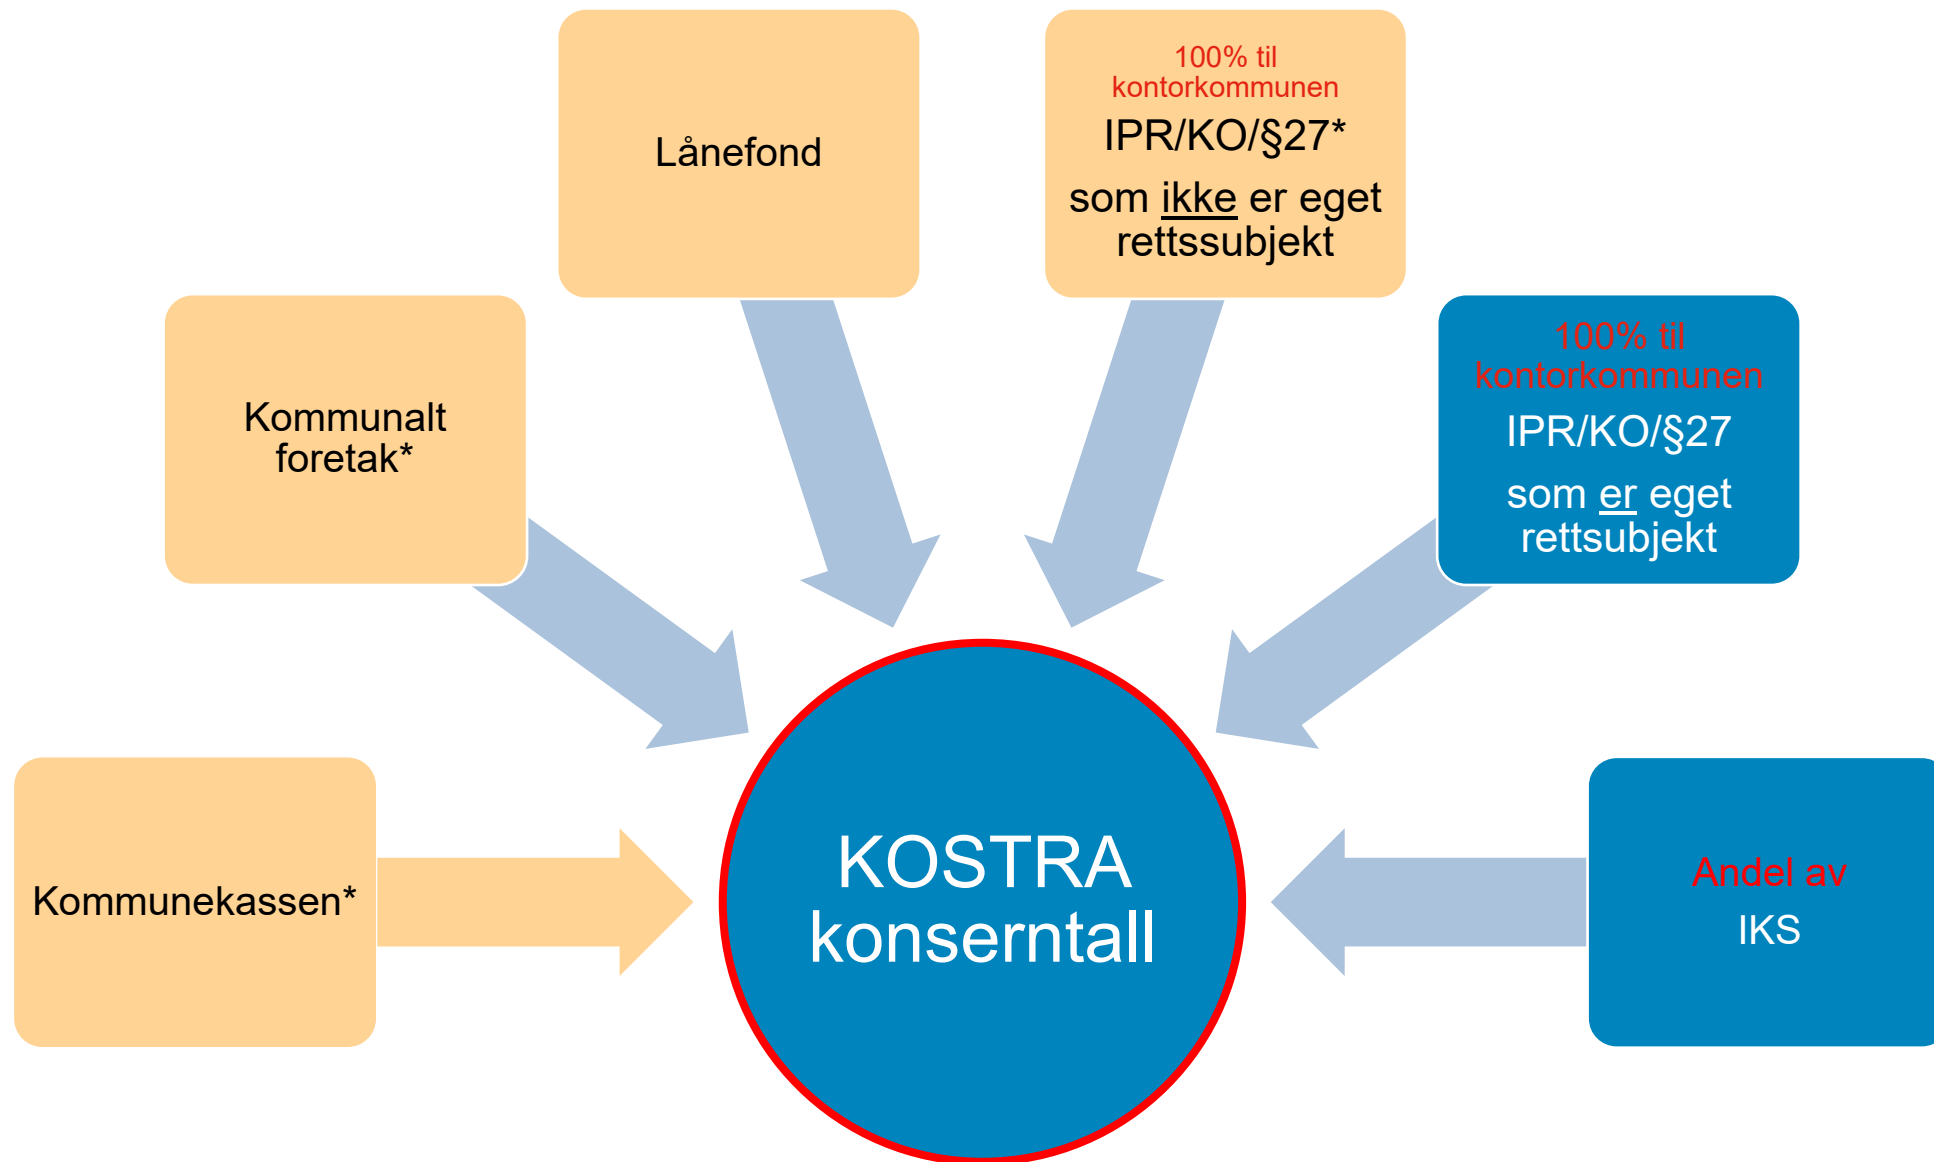 100% til
kontorkommunen
IPR/KO/§27*
som ikke er eget
rettssubjekt
Lånefond
100% til
kontorkommunen
IPR/KO/§27
som er eget
rettsubjekt
Kommunalt
foretak*
KOSTRA
konserntall
Kommunekassen*
Andel av
IKS